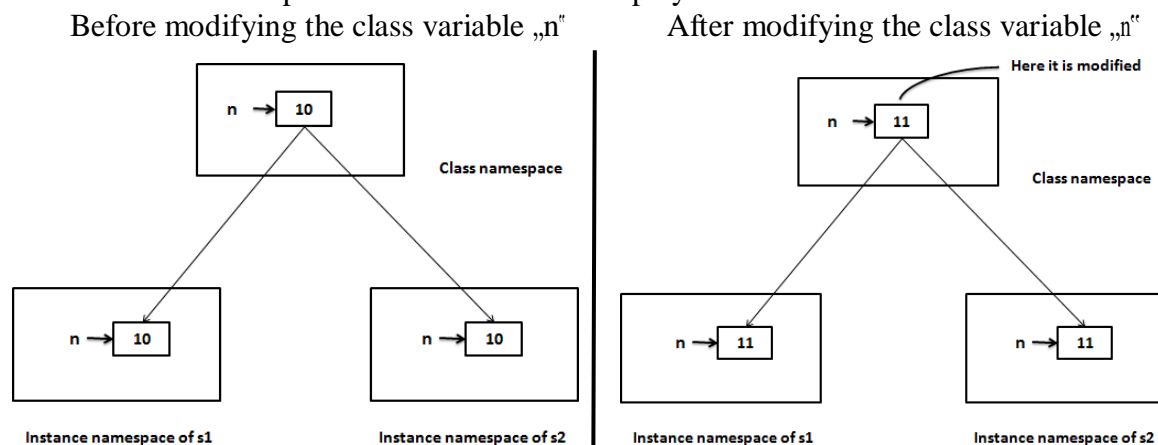 Before modifying the class variable „n‟
After modifying the class variable „n‟
Here it is modified
n
10
n
11
Class namespace
Class namespace
n
10
n
10
n
11
n
11
Instance namespace of s1
Instance namespace of s2
Instance namespace of s1
Instance namespace of s2